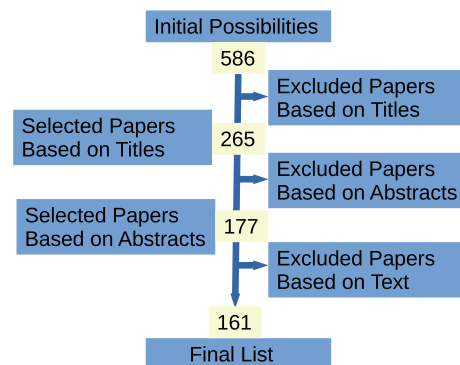 Initial Possibilities
586
Excluded Papers
Based on Titles
Selected Papers
Based on Titles
265
Excluded Papers
Based on Abstracts
Selected Papers
Based on Abstracts
177
Excluded Papers
Based on Text
161
Final List